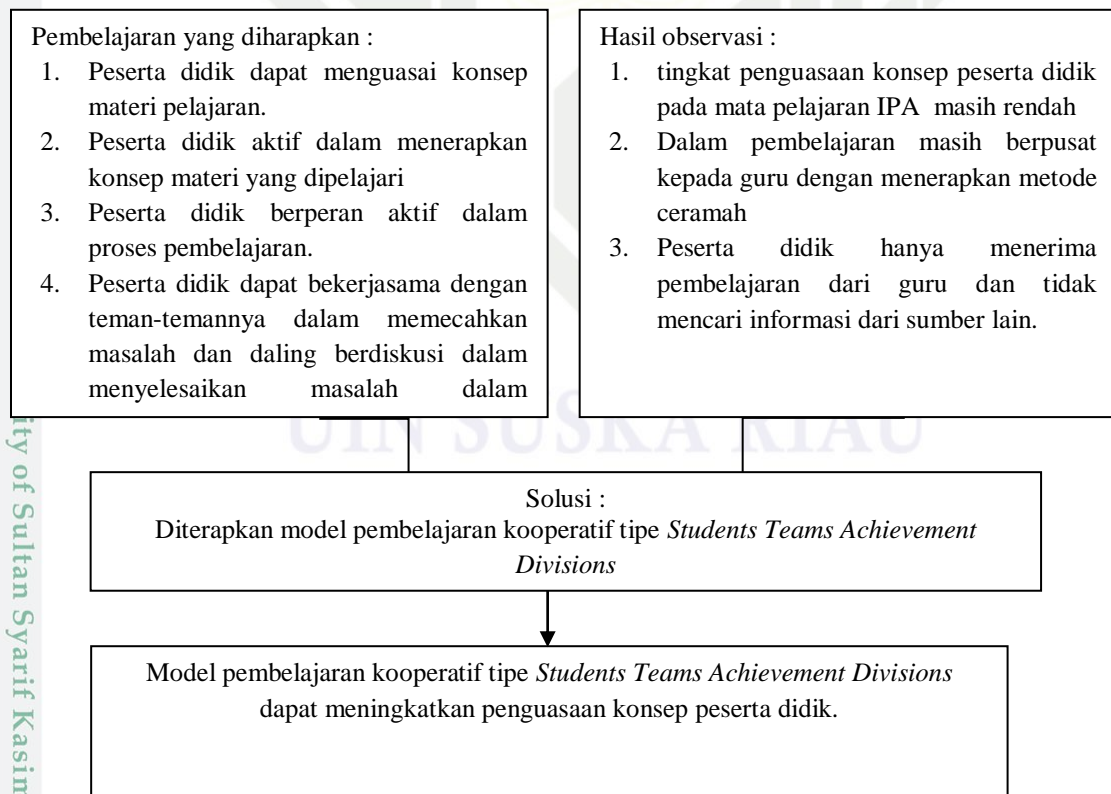 Pembelajaran yang diharapkan :
1. Peserta didik dapat menguasai konsep
materi pelajaran.
2. Peserta didik aktif dalam menerapkan
konsep materi yang dipelajari
3. Peserta didik berperan aktif dalam
proses pembelajaran.
4. Peserta didik dapat bekerjasama dengan
teman-temannya dalam memecahkan
masalah dan daling berdiskusi dalam
menyelesaikan masalah dalam
Hasil observasi :
1. tingkat penguasaan konsep peserta didik
pada mata pelajaran IPA masih rendah
2. Dalam pembelajaran masih berpusat
kepada guru dengan menerapkan metode
ceramah
3. Peserta didik hanya menerima
pembelajaran dari guru dan tidak
mencari informasi dari sumber lain.
UIN SUSKA RIAU
Solusi :
Diterapkan model pembelajaran kooperatif tipe Students Teams Achievement
Divisions
Model pembelajaran kooperatif tipe Students Teams Achievement Divisions
dapat meningkatkan penguasaan konsep peserta didik.
ity of Sultan Syarif Kasim